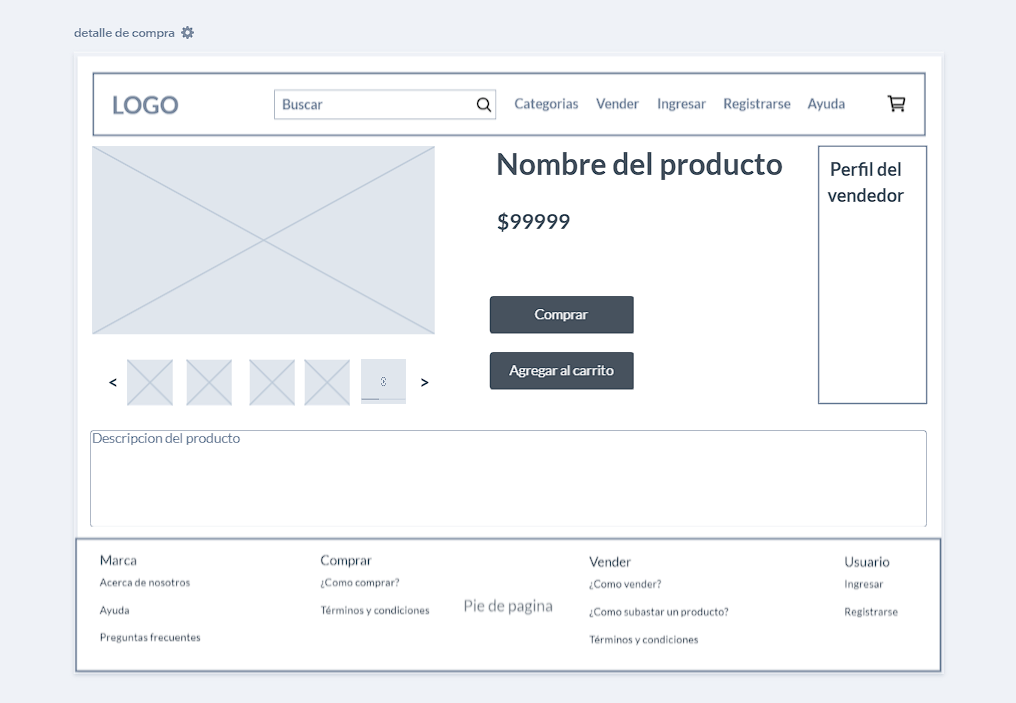 detalle de compra
LOGO
Buscar
Categorias
Vender
Ingresar
Registrarse
Ayuda
Nombre del producto
$99999
Perfil del
vendedor
Comprar
Agregar al carrito
<
>
Descripcion del producto
Marca
Acerca de nosotros
Ayuda
Preguntas frecuentes
Comprar
¿Como comprar?
Términos y condiciones
Pie de pagina
Vender
¿Como vender?
¿Como subastar un producto?
Términos y condiciones
Usuario
Ingresar
Registrarse